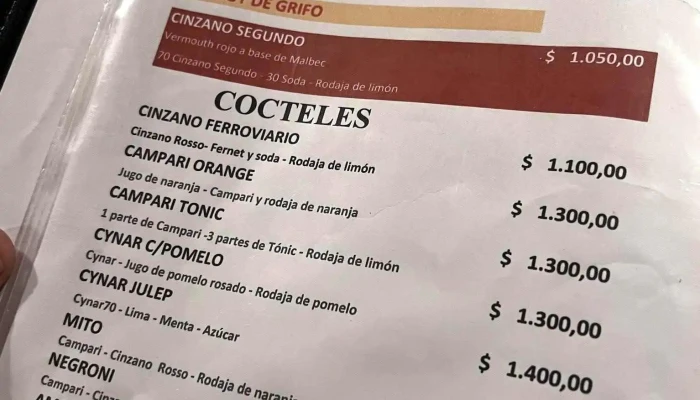 DE GRIFO
CINZANO SEGUNDO $ 1.050,00
Vermouth rojo a base de Malbec
70 Cinzano Segundo - 30 Soda - Rodaja de limón
COCTELES
CINZANO FERROVIARIO $ 1.100,00
Cinzano Rosso- Fernet y soda - Rodaja de limón
CAMPARI ORANGE $ 1.300,00
Jugo de naranja - Campari y rodaja de naranja
CAMPARI TONIC $ 1.300,00
1 parte de Campari -3 partes de Tónic - Rodaja de limón
CYNAR C/POMELO $ 1.300,00
Cynar - Jugo de pomelo rosado - Rodaja de pomelo
CYNAR JULEP $ 1.400,00
Cynar70 - Lima - Menta - Azúcar
MITO
Campari - Cinzano Rosso - Rodaja de
NEGRONI
Campari -